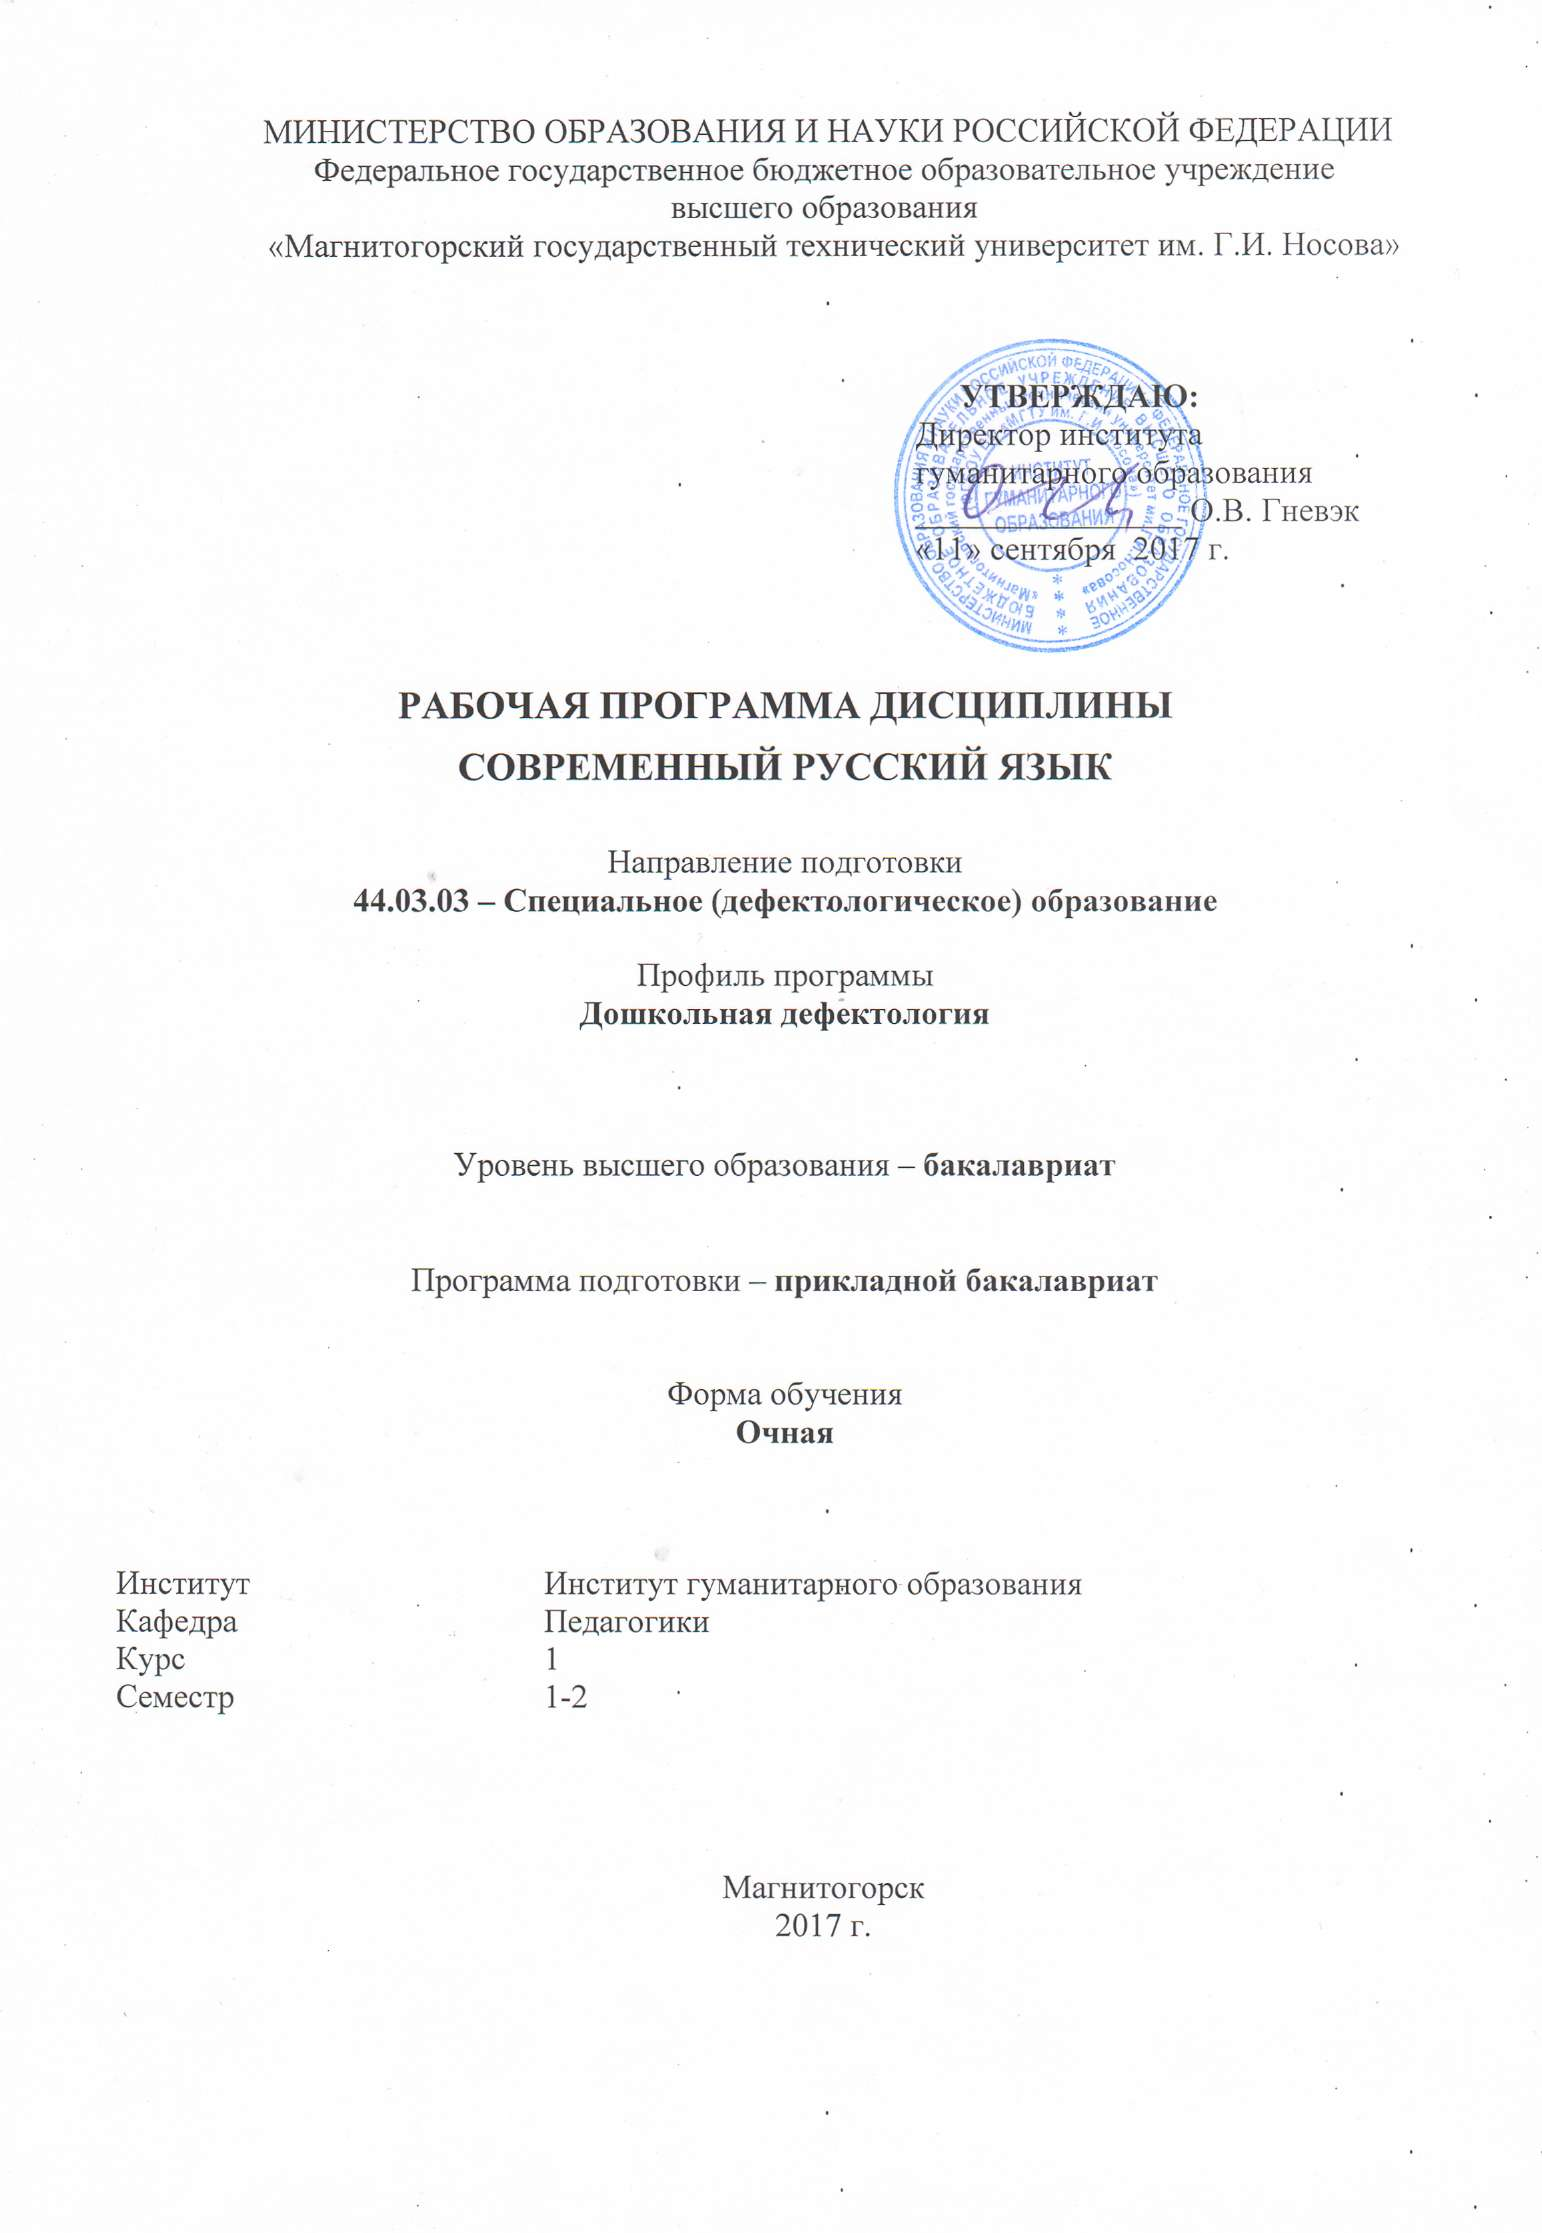 МИНИСТЕРСТВО ОБРАЗОВАНИЯ И НАУКИ РОССИЙСКОЙ ФЕДЕРАЦИИ
Федеральное государственное бюджетное образовательное учреждение
высшего образования
«Магнитогорский государственный технический университет им. Г.И. Носова»
УТВЕРЖДАЮ:
Директор института
гуманитарного образования
О.В. Гневэк
«11» сентября 2017 г.
ИНСТИТУТ
ГУМАНИТАРНОГО
ОБРАЗОВАНИЯ
РАБОЧАЯ ПРОГРАММА ДИСЦИПЛИНЫ
СОВРЕМЕННЫЙ РУССКИЙ ЯЗЫК
Направление подготовки
44.03.03 – Специальное (дефектологическое) образование
Профиль программы
Дошкольная дефектология
Уровень высшего образования – бакалавриат
Программа подготовки – прикладной бакалавриат
Форма обучения
Очная
Институт Институт гуманитарного образования
Кафедра Педагогики
Курс 1
Семестр 1-2
Магнитогорск
2017 г.